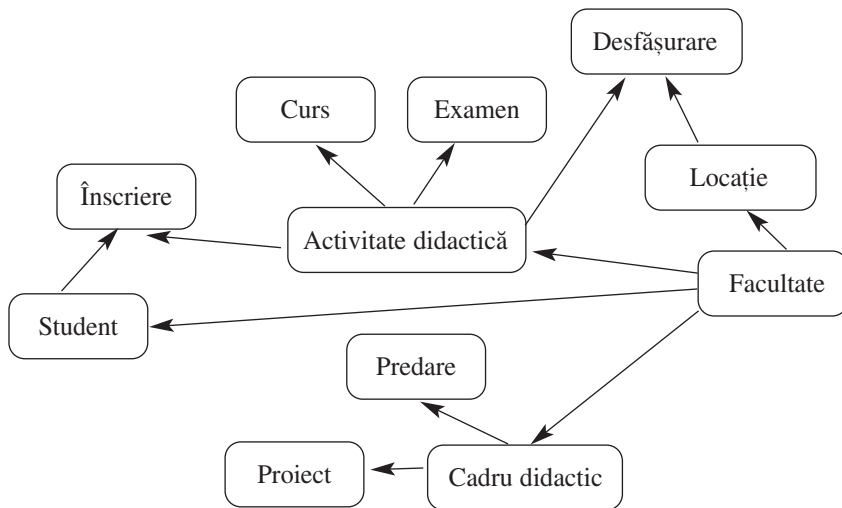 Desfășurare
Curs
Examen
Înscriere
Locație
Activitate didactică
Facultate
Student
Predare
Proiect
Cadru didactic